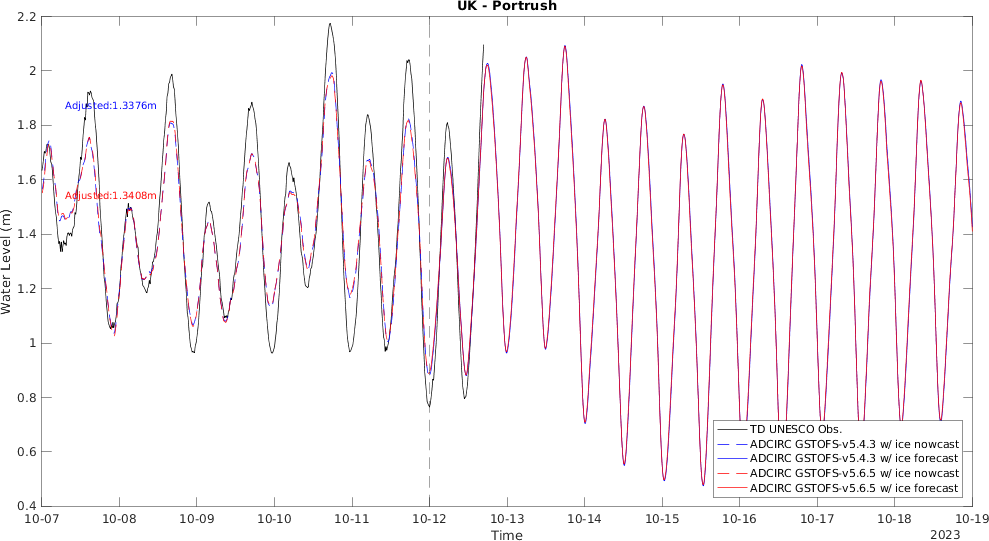 UK - Portrush
2.2
2
1.8
1.6
1.4
1.2
1
0.8
0.6
0.4
Water Level (m)
Adjusted:1.3376m
Adjusted:1.3408m
TD UNESCO Obs.
ADCIRC GSTOFS-v5.4.3 w/ ice nowcast
ADCIRC GSTOFS-v5.4.3 w/ ice forecast
ADCIRC GSTOFS-v5.6.5 w/ ice nowcast
ADCIRC GSTOFS-v5.6.5 w/ ice forecast
10-07 10-08 10-09 10-10 10-11 10-12 10-13 10-14 10-15 10-16 10-17 10-18 10-19
Time
2023